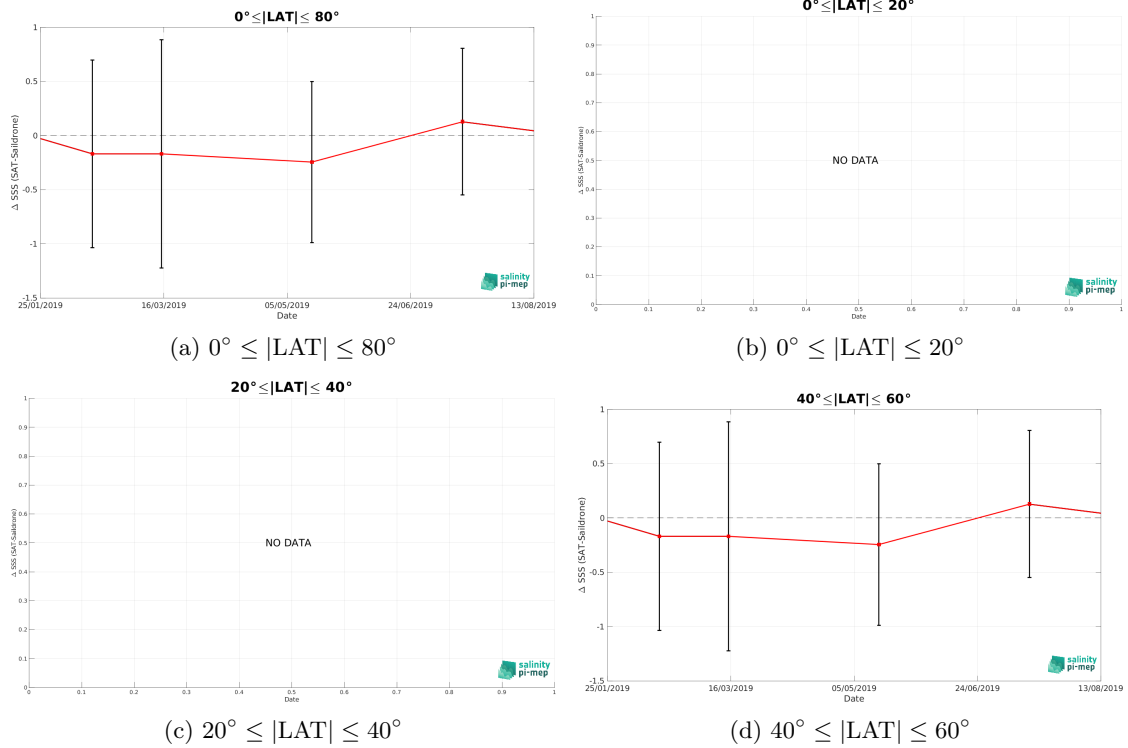 0°≤|LAT|≤ 80°
1
0.5
0
-0.5
-1
-1.5
Δ SSS (SAT-Saildrone)
25/01/2019 16/03/2019 05/05/2019 24/06/2019 13/08/2019
Date
salinity
pi-mep
(a) 0° ≤ |LAT| ≤ 80°
0°≤|LAT|≤ 20°
1
0.9
0.8
0.7
0.6
0.5
0.4
0.3
0.2
0.1
0
Δ SSS (SAT-Saildrone)
NO DATA
0 0.1 0.2 0.3 0.4 0.5 0.6 0.7 0.8 0.9 1
Date
salinity
pi-mep
(b) 0° ≤ |LAT| ≤ 20°
20°≤|LAT|≤ 40°
1
0.9
0.8
0.7
0.6
0.5
0.4
0.3
0.2
0.1
0
Δ SSS (SAT-Saildrone)
NO DATA
0 0.1 0.2 0.3 0.4 0.5 0.6 0.7 0.8 0.9 1
Date
salinity
pi-mep
(c) 20° ≤ |LAT| ≤ 40°
40°≤|LAT|≤ 60°
1
0.5
0
-0.5
-1
-1.5
Δ SSS (SAT-Saildrone)
25/01/2019 16/03/2019 05/05/2019 24/06/2019 13/08/2019
Date
salinity
pi-mep
(d) 40° ≤ |LAT| ≤ 60°